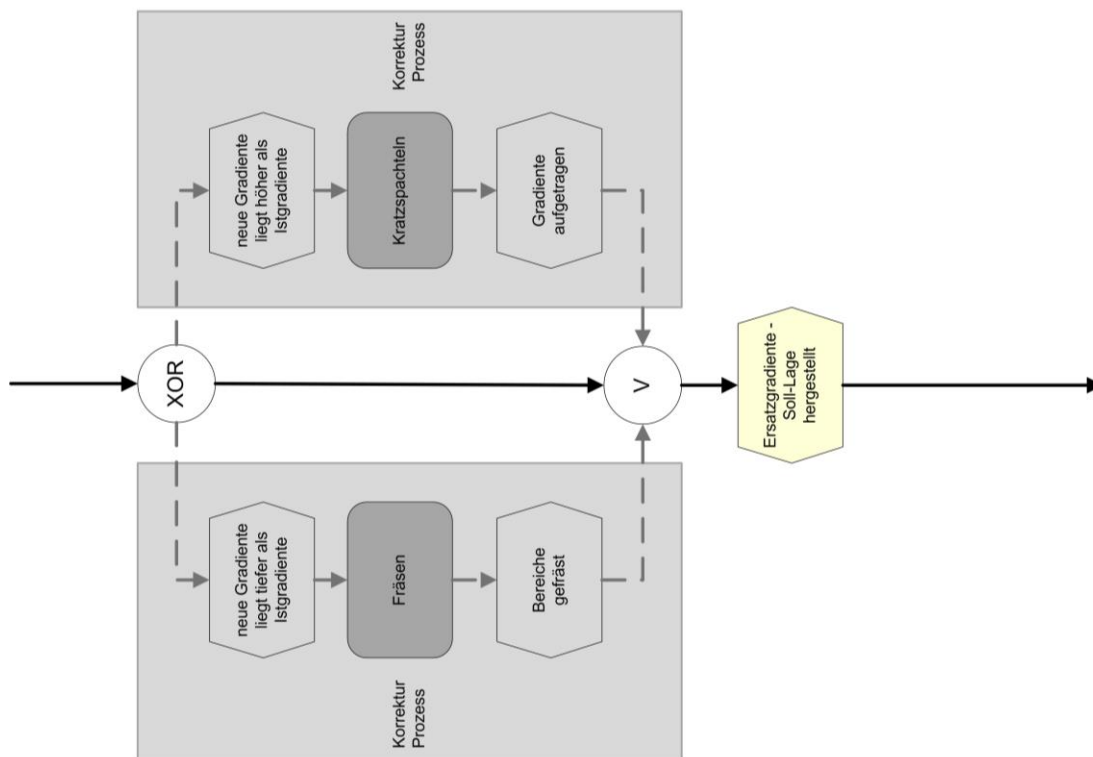 XOR
Korrektur
Prozess
neue Gradiente
liegt tiefer als
Istgradiente
Fräsen
Bereiche
gefräst
Korrektur
Prozess
neue Gradiente
liegt höher als
Istgradiente
Kratzspachteln
Gradiente
aufgetragen
V
Ersatzgradiente -
Soll-Lage
hergestellt